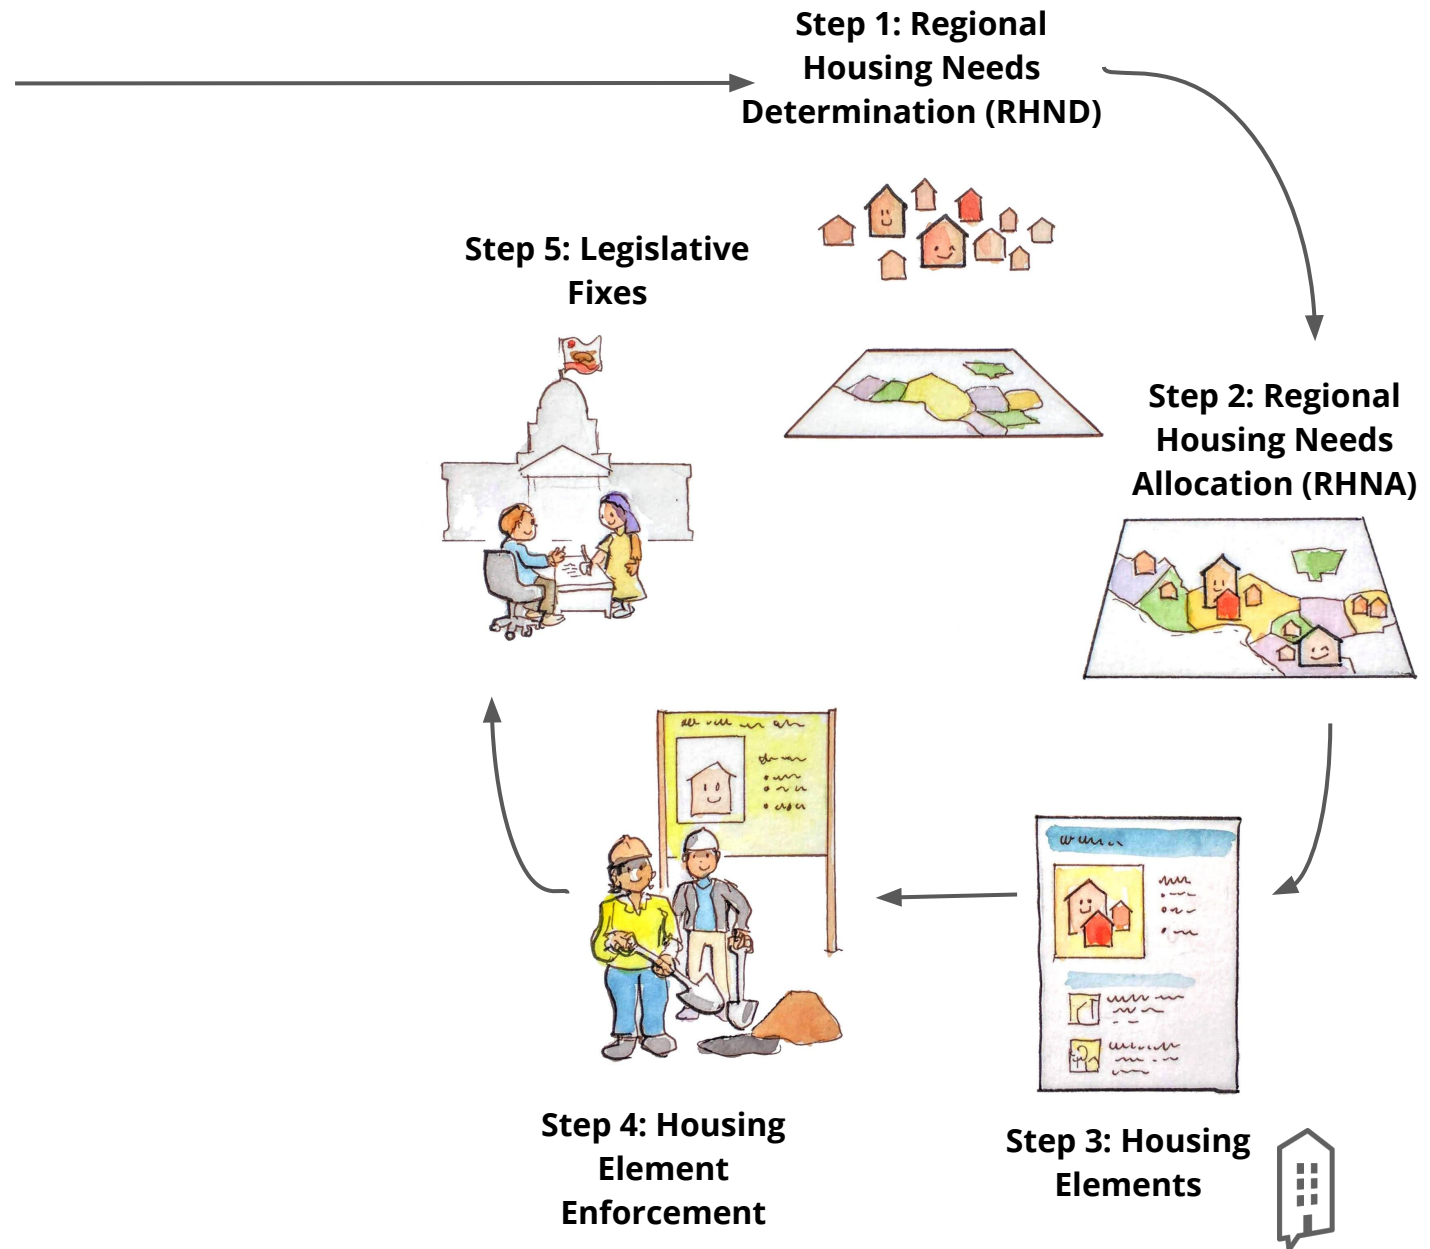 Step 1: Regional
Housing Needs
Determination (RHND)
Step 2: Regional
Housing Needs
Allocation (RHNA)
Step 3: Housing
Elements
Step 4: Housing
Element
Enforcement
Step 5: Legislative
Fixes